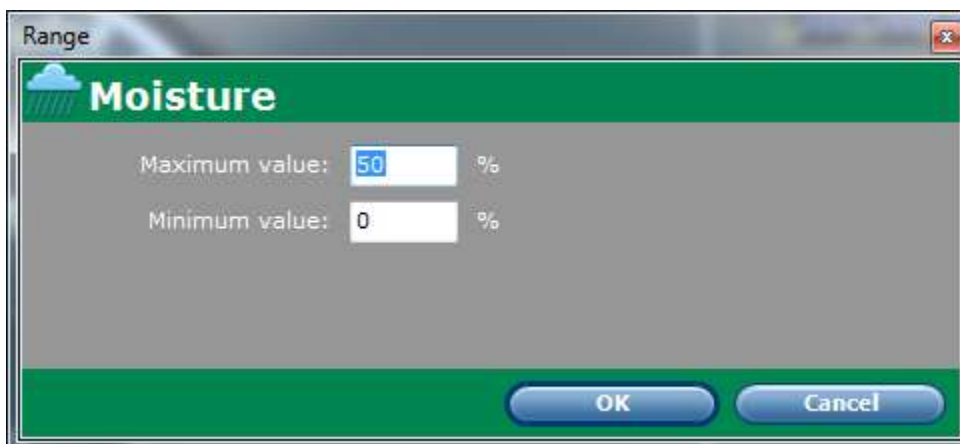 Range
Moisture
Maximum value: 50 %
Minimum value: 0 %
OK Cancel